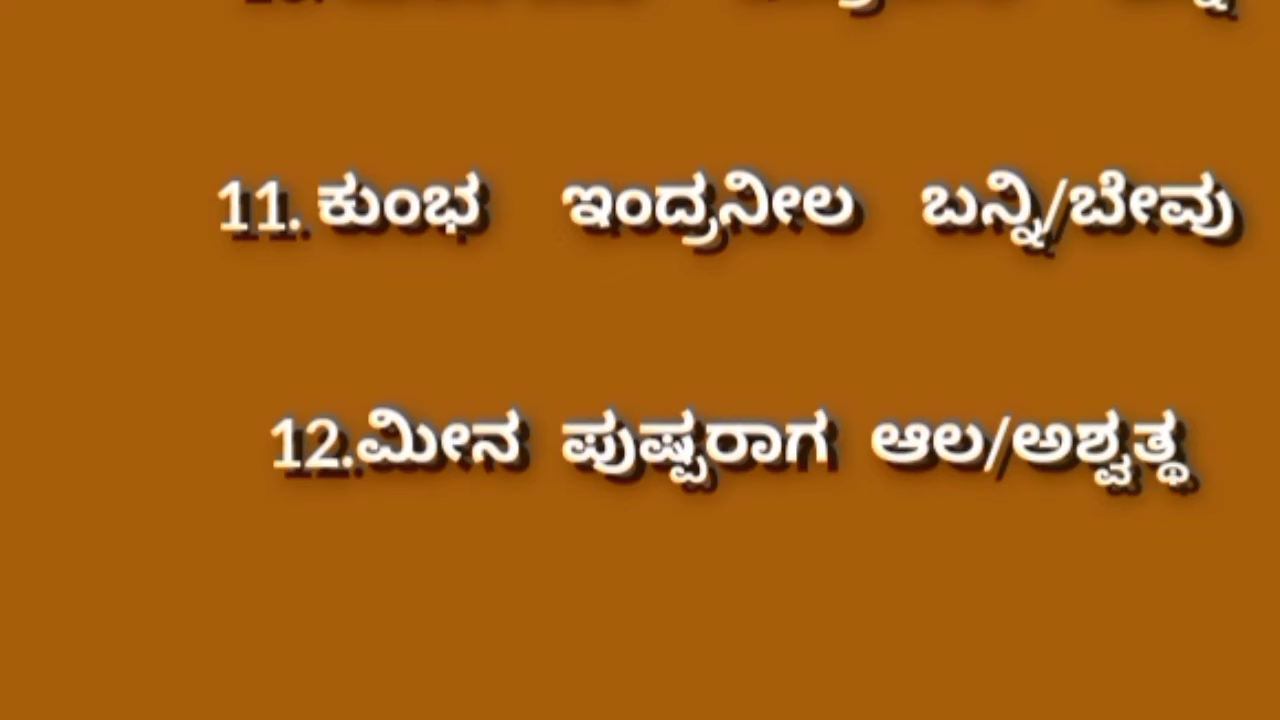 11. ಕುಂಭ ಇಂದ್ರನೀಲ ಬನ್ನಿ/ಬೇವು
12.ಮೀನ ಪುಷ್ಪರಾಗ ಆಲ/ಅಶ್ವತ್ಥ